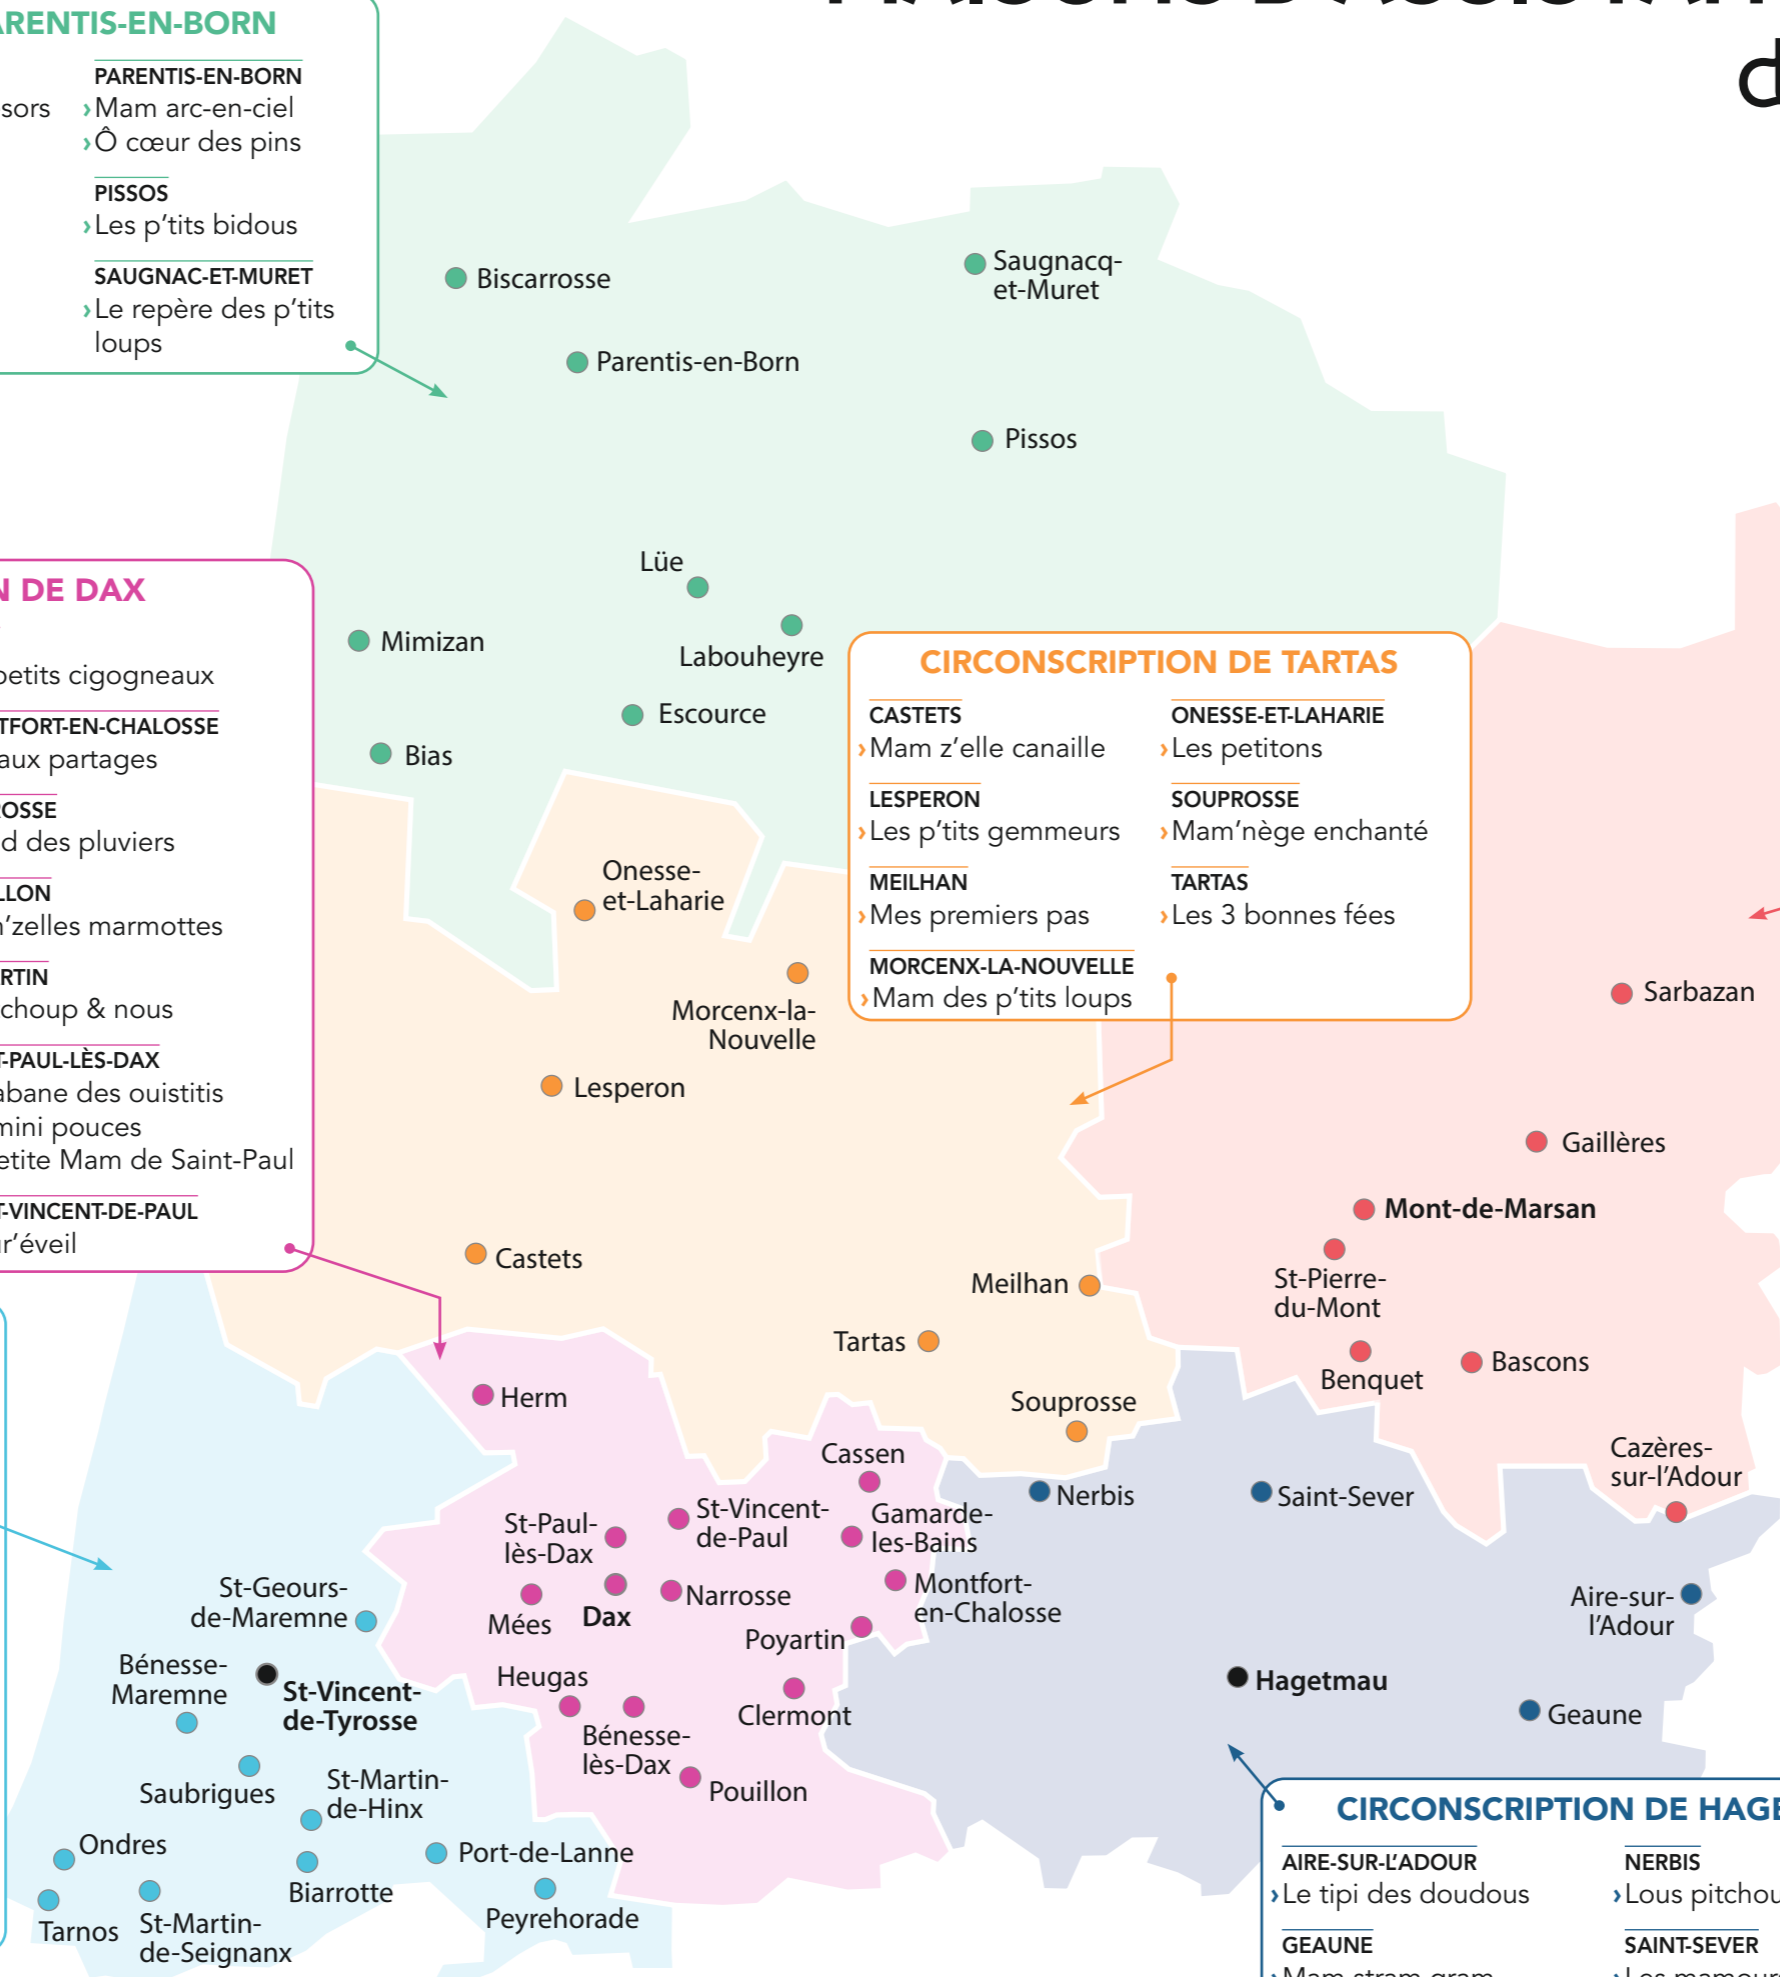 PARENTIS-EN-BORN
PARENTIS-EN-BORN
›Mam arc-en-ciel
›Ô cœur des pins
PISSOS
›Les p'tits bidous
SAUGNAC-ET-MURET
›Le repère des p'tits
loups
sors
d
Biscarrosse
Saugnacq-
et-Muret
Parentis-en-Born
Pissos
Lüe
Mimizan
Labouheyre
Escource
Bias
N DE DAX
petits cigogneaux
TFORT-EN-CHALOSSE
aux partages
OSSE
d des pluviers
LLON
'zelles marmottes
RTIN
choup & nous
T-PAUL-LÈS-DAX
abane des ouistitis
mini pouces
etite Mam de Saint-Paul
T-VINCENT-DE-PAUL
r'éveil
CIRCONSCRIPTION DE TARTAS
CASTETS
›Mam z'elle canaille
LESPERON
›Les p'tits gemmeurs
MEILHAN
›Mes premiers pas
MORCENX-LA-NOUVELLE
›Mam des p'tits loups
ONESSE-ET-LAHARIE
›Les petitons
SOUPROSSE
›Mam'nège enchanté
TARTAS
›Les 3 bonnes fées
Onesse-
et-Laharie
Morcenx-la-
Nouvelle
Lesperon
Castets
Meilhan
Tartas
Souprosse
Sarbazan
Gaillères
Mont-de-Marsan
St-Pierre-
du-Mont
Benquet
Bascons
Cazères-
sur-l'Adour
Herm
Cassen
St-Vincent-
de-Paul
Gamarde-
les-Bains
St-Paul-
lès-Dax
Montfort-
en-Chalosse
Narrosse
Mées
Dax
Poyartin
Heugas
Clermont
Bénesse-
lès-Dax
Pouillon
Nerbis
Saint-Sever
Aire-sur-
l'Adour
Hagetmau
Geaune
St-Geours-
de-Maremne
Bénesse-
Maremne
St-Vincent-
de-Tyrosse
Saubrigues
St-Martin-
de-Hinx
Ondres
Port-de-Lanne
Biarrotte
Peyrehorade
Tarnos
St-Martin-
de-Seignanx
CIRCONSCRIPTION DE HAGE
AIRE-SUR-L'ADOUR
›Le tipi des doudous
GEAUNE
›Mam stram gram
NERBIS
›Lous pitchou
SAINT-SEVER
›Les mamours